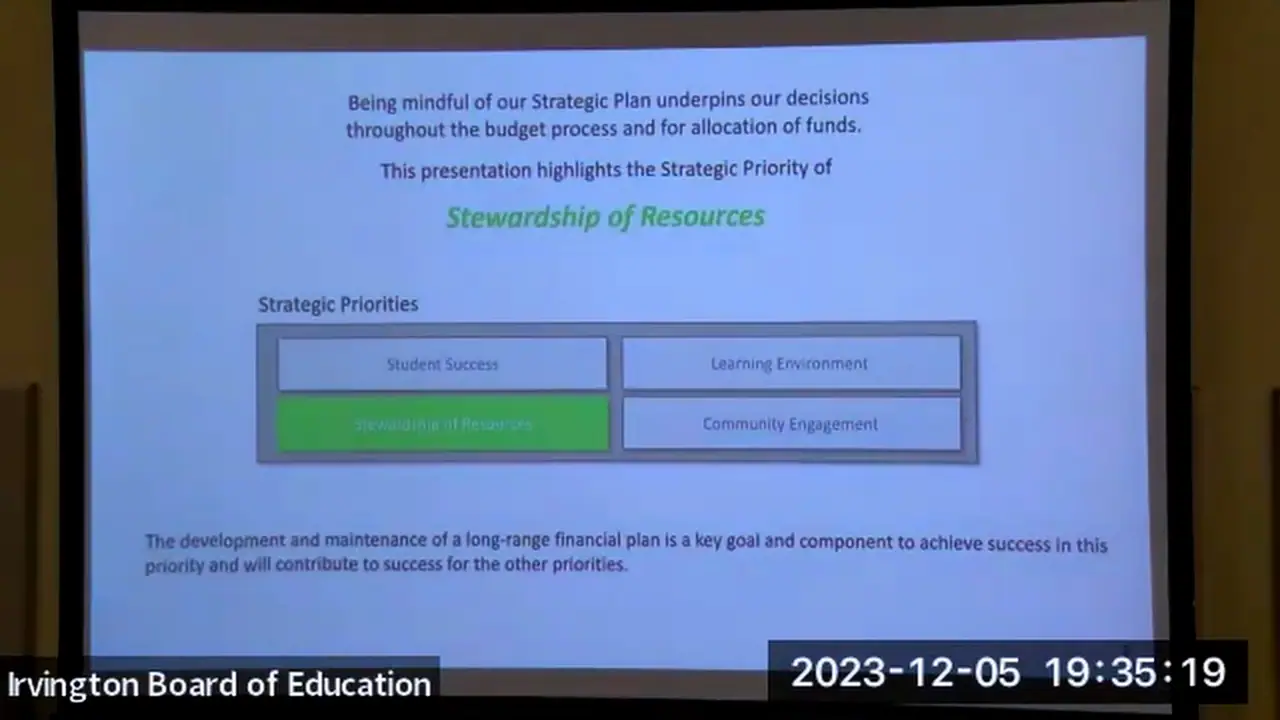 Being mindful of our Strategic Plan underpins our decisions
throughout the budget process and for allocation of funds.
This presentation highlights the Strategic Priority of
Stewardship of Resources
Strategic Priorities
Student Success
Learning Environment
Stewardship of Resources
Community Engagement
The development and maintenance of a long-range financial plan is a key goal and component to achieve success in this
priority and will contribute to success for the other priorities.
Irvington Board of Education
2023-12-05 19:35:19